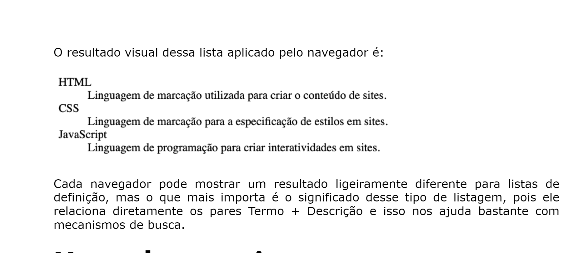 O resultado visual dessa lista aplicado pelo navegador é:
HTML
Linguagem de marcação utilizada para criar o conteúdo de sites.
CSS
Linguagem de marcação para a especificação de estilos em sites.
JavaScript
Linguagem de programação para criar interatividades em sites.
Cada navegador pode mostrar um resultado ligeiramente diferente para listas de
definição, mas o que mais importa é o significado desse tipo de listagem, pois ele
relaciona diretamente os pares Termo + Descrição e isso nos ajuda bastante com
mecanismos de busca.